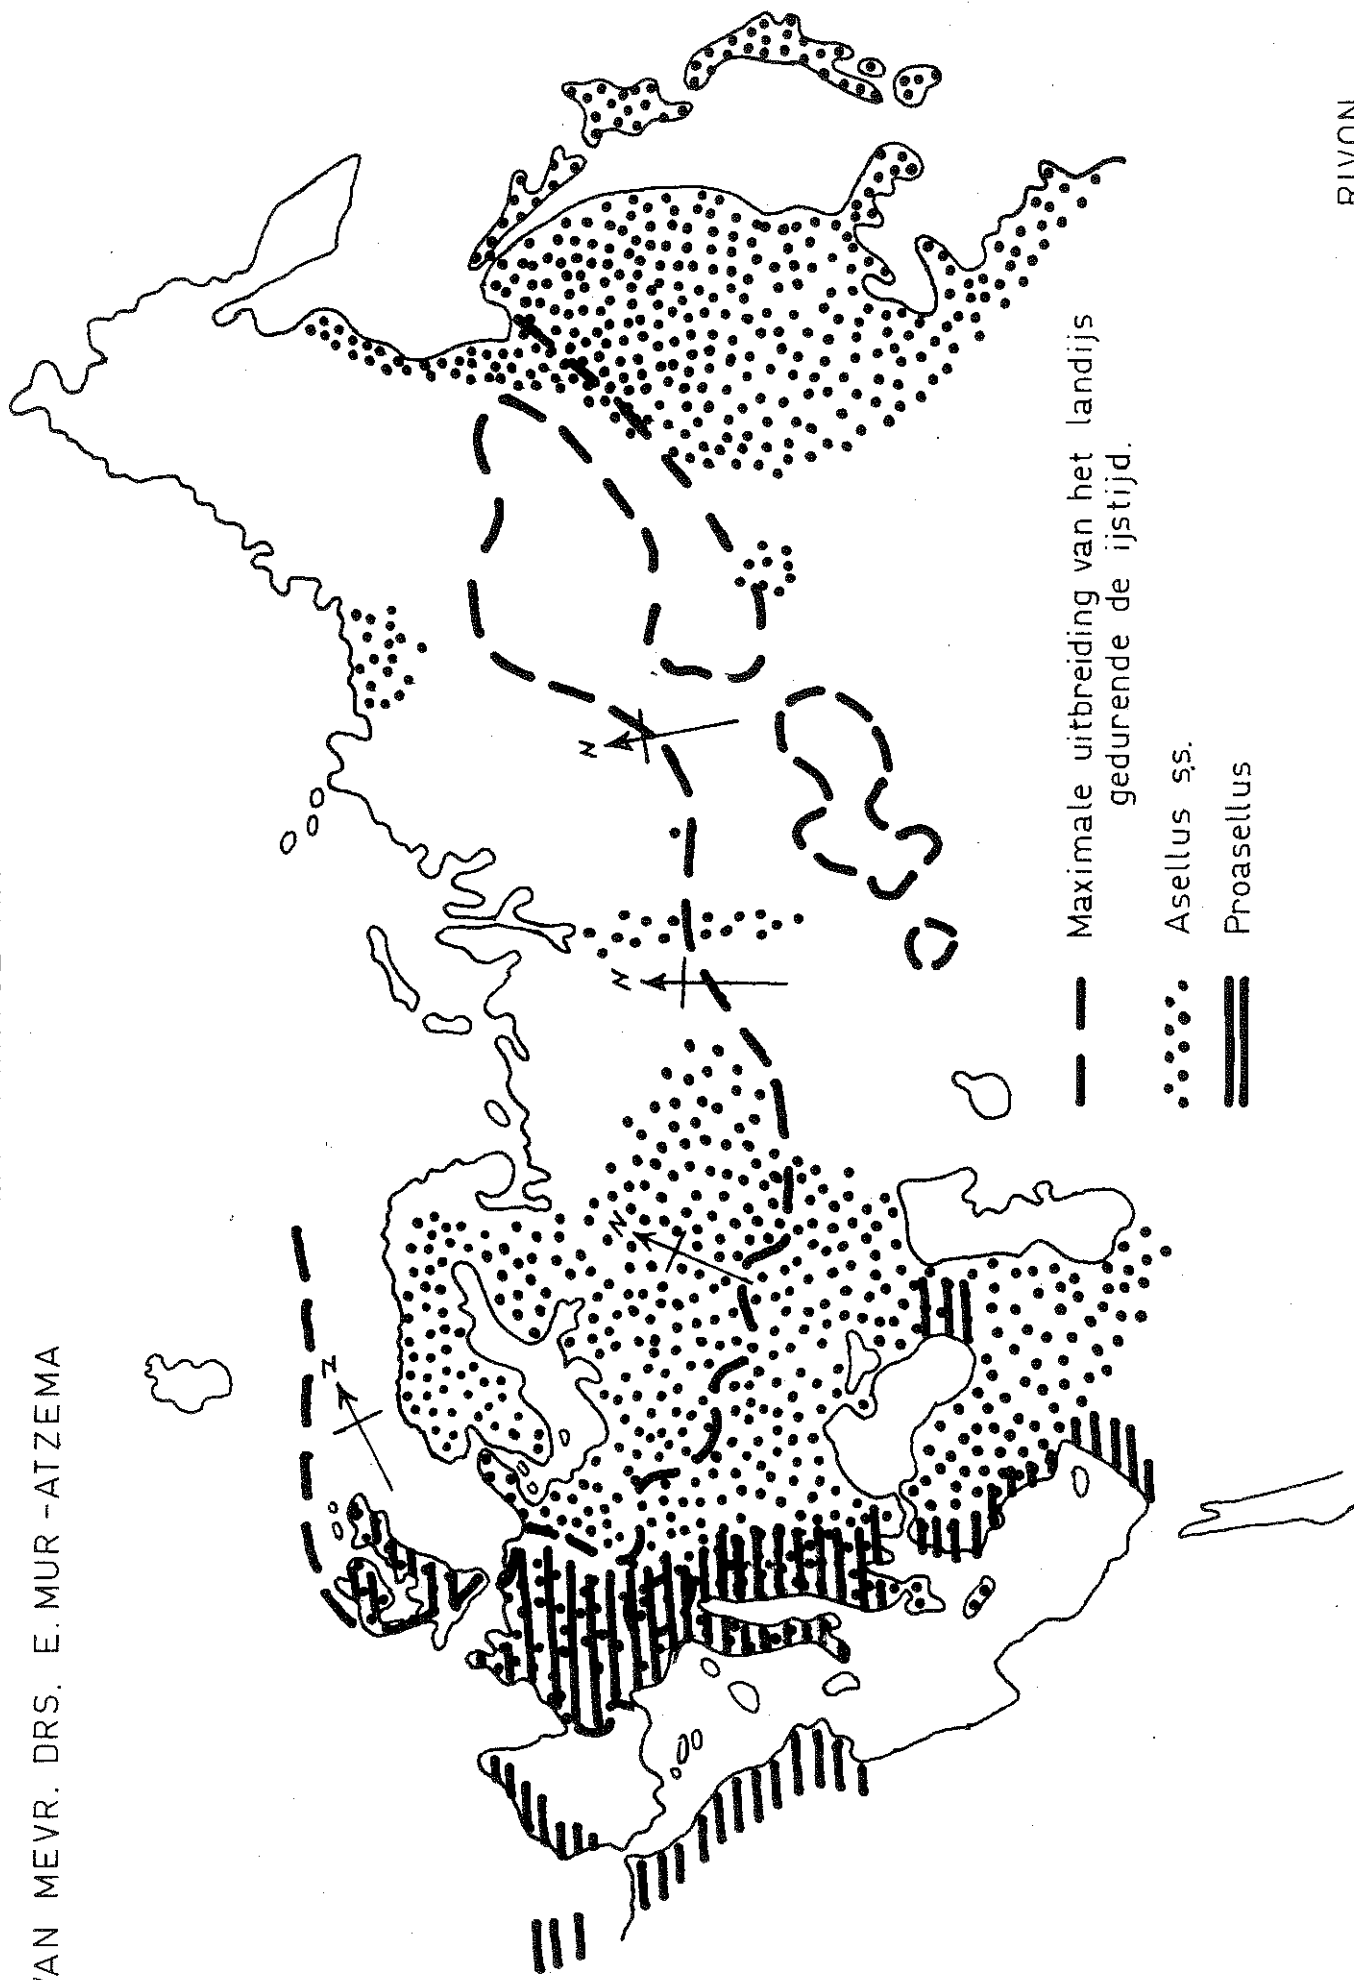 VAN MEVR. DRS. E. MUR-ATZEMA
N
N
N
N
Maximale uitbreiding van het landijs
gedurende de ijstijd.
Asellus s.s.
Proasellus
RIVON